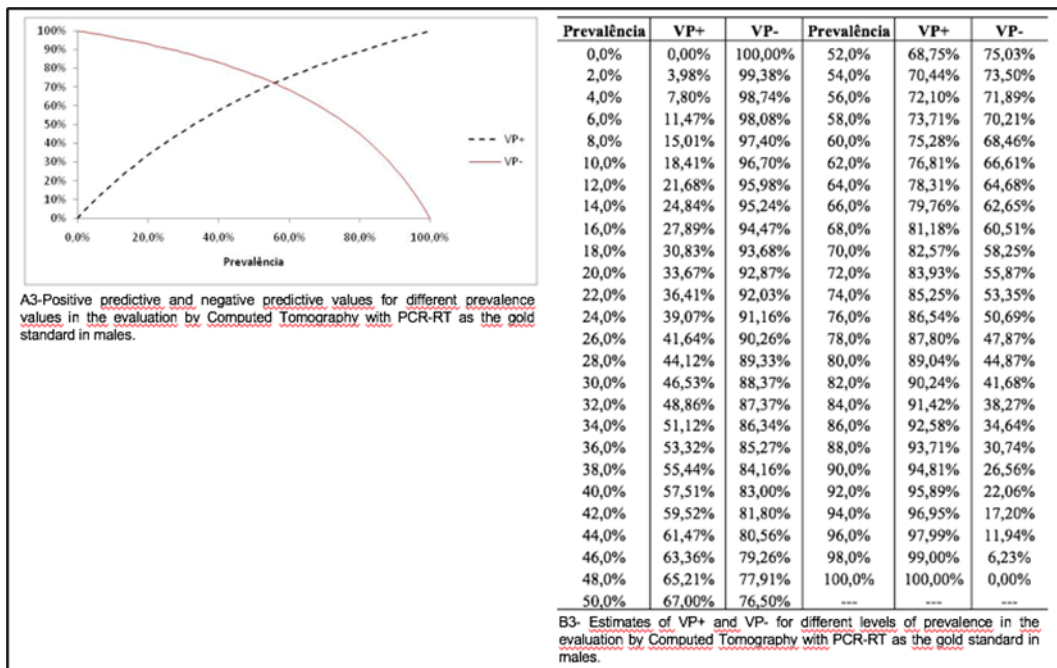 100%
90%
80%
70%
60%
50%
40%
30%
20%
10%
0%
0,0% 20,0% 40,0% 60,0% 80,0% 100,0%
Prevalência
VP+
VP-
A3-Positive predictive and negative predictive values for different prevalence
values in the evaluation by Computed Tomography with PCR-RT as the gold
standard in males.
Prevalência VP+ VP- Prevalência VP+ VP-
0,0% 0,00% 100,00% 52,0% 68,75% 75,03%
2,0% 3,98% 99,38% 54,0% 70,44% 73,50%
4,0% 7,80% 98,74% 56,0% 72,10% 71,89%
6,0% 11,47% 98,08% 58,0% 73,71% 70,21%
8,0% 15,01% 97,40% 60,0% 75,28% 68,46%
10,0% 18,41% 96,70% 62,0% 76,81% 66,61%
12,0% 21,68% 95,98% 64,0% 78,31% 64,68%
14,0% 24,84% 95,24% 66,0% 79,76% 62,65%
16,0% 27,89% 94,47% 68,0% 81,18% 60,51%
18,0% 30,83% 93,68% 70,0% 82,57% 58,25%
20,0% 33,67% 92,87% 72,0% 83,93% 55,87%
22,0% 36,41% 92,03% 74,0% 85,25% 53,35%
24,0% 39,07% 91,16% 76,0% 86,54% 50,69%
26,0% 41,64% 90,26% 78,0% 87,80% 47,87%
28,0% 44,12% 89,33% 80,0% 89,04% 44,87%
30,0% 46,53% 88,37% 82,0% 90,24% 41,68%
32,0% 48,86% 87,37% 84,0% 91,42% 38,27%
34,0% 51,12% 86,34% 86,0% 92,58% 34,64%
36,0% 53,32% 85,27% 88,0% 93,71% 30,74%
38,0% 55,44% 84,16% 90,0% 94,81% 26,56%
40,0% 57,51% 83,00% 92,0% 95,89% 22,06%
42,0% 59,52% 81,80% 94,0% 96,95% 17,20%
44,0% 61,47% 80,56% 96,0% 97,99% 11,94%
46,0% 63,36% 79,26% 98,0% 99,00% 6,23%
48,0% 65,21% 77,91% 100,0% 100,00% 0,00%
50,0% 67,00% 76,50% --- --- ---
B3- Estimates of VP+ and VP- for different levels of prevalence in the
evaluation by Computed Tomography with PCR-RT as the gold standard in
males.